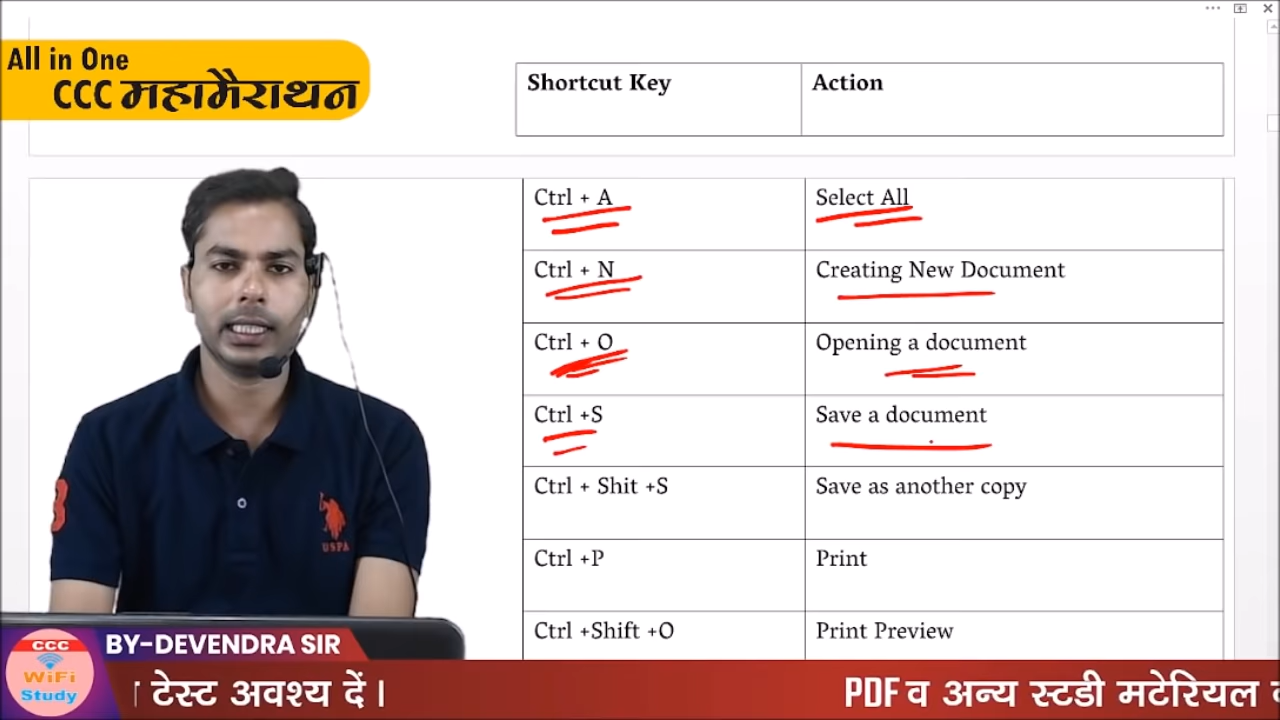 All in One
CCC महामैराथन
Shortcut Key Action
Ctrl + A Select All
Ctrl + N Creating New Document
Ctrl + O Opening a document
Ctrl +S Save a document
Ctrl + Shit +S Save as another copy
Ctrl +P Print
Ctrl +Shift +O Print Preview
3
USPA
BY-DEVENDRA SIR
CCC
WiFi
Study
टेस्ट अवश्य दें। PDF व अन्य स्टडी मटेरियल